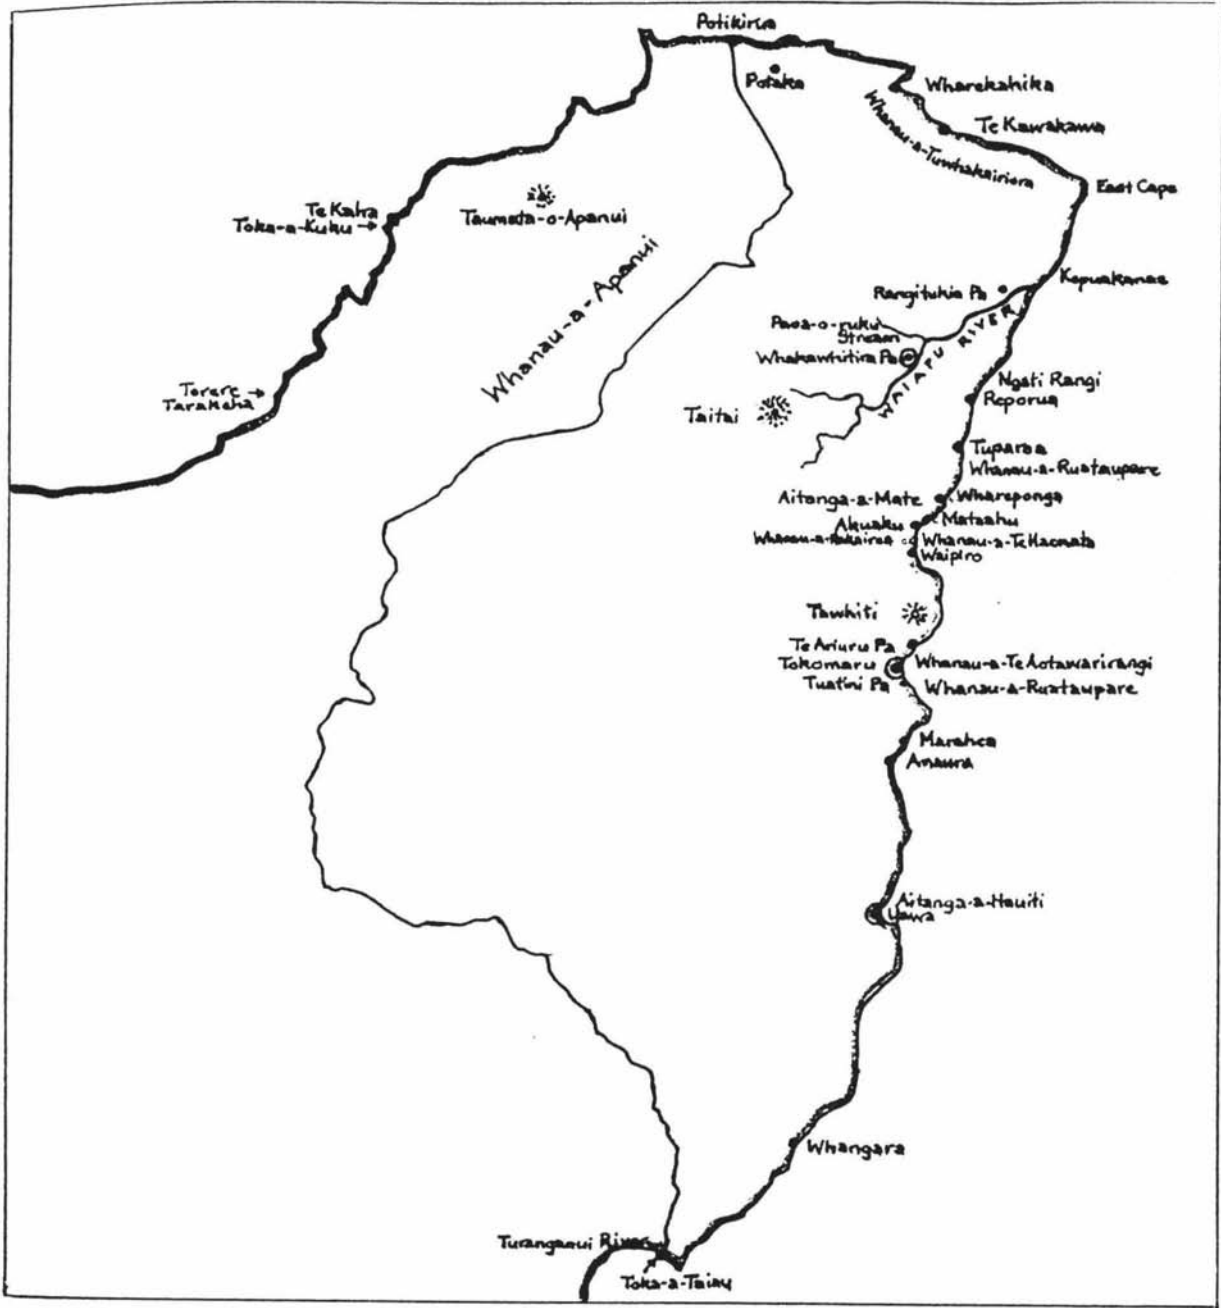 Potikirua
Potaka
Wharekahika
Te Kawakawa
Whanau-a-Tuwhakairiora
East Cape
Te Kaha
Toka-a-Kuku →
Taumata-o-Apanui
Whanau-a-Apanui
Kopuakanae
Rangitukia Pa
Paoa-o-ruku
Stream
WAIAPU RIVER
Whakawhitira Pa
Torere →
Tarakeha
Taitai
Ngati Rangi
Reporua
Tuparoa
Whanau-a-Ruataupare
Aitanga-a-Mate
Whareponga
Akuaku
Mataahu
Whanau-a-Rakairoa
Whanau-a-Te Haemata
Waipiro
Tawhiti
Te Ariuru Pa
Tokomaru
Whanau-a-Te Aotawarirangi
Tuatini Pa
Whanau-a-Ruataupare
Marahea
Anaura
Aitanga-a-Hauiti
Uawa
Whangara
Turanganui River
Toka-a-Taiau